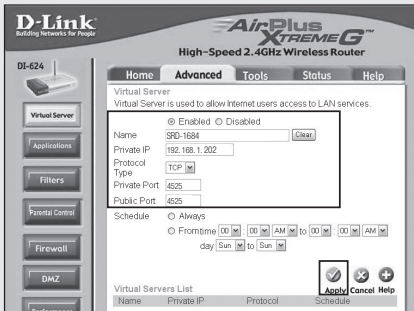 D-Link
Building Networks for People
AirPlus
XTREME G™
High-Speed 2.4GHz Wireless Router
DI-624
Home Advanced Tools Status Help
Virtual Server
Applications
Filters
Parental Control
Firewall
DMZ
Virtual Server
Virtual Server is used to allow Internet users access to LAN services.
Enabled Disabled
Name SRD-1684 Clear
Private IP 192.168.1.202
Protocol Type TCP
Private Port 4525
Public Port 4525
Schedule Always
From time 00 : 00 AM to 00 : 00 AM
day Sun to Sun
Apply Cancel Help
Virtual Servers List
Name Private IP Protocol Schedule